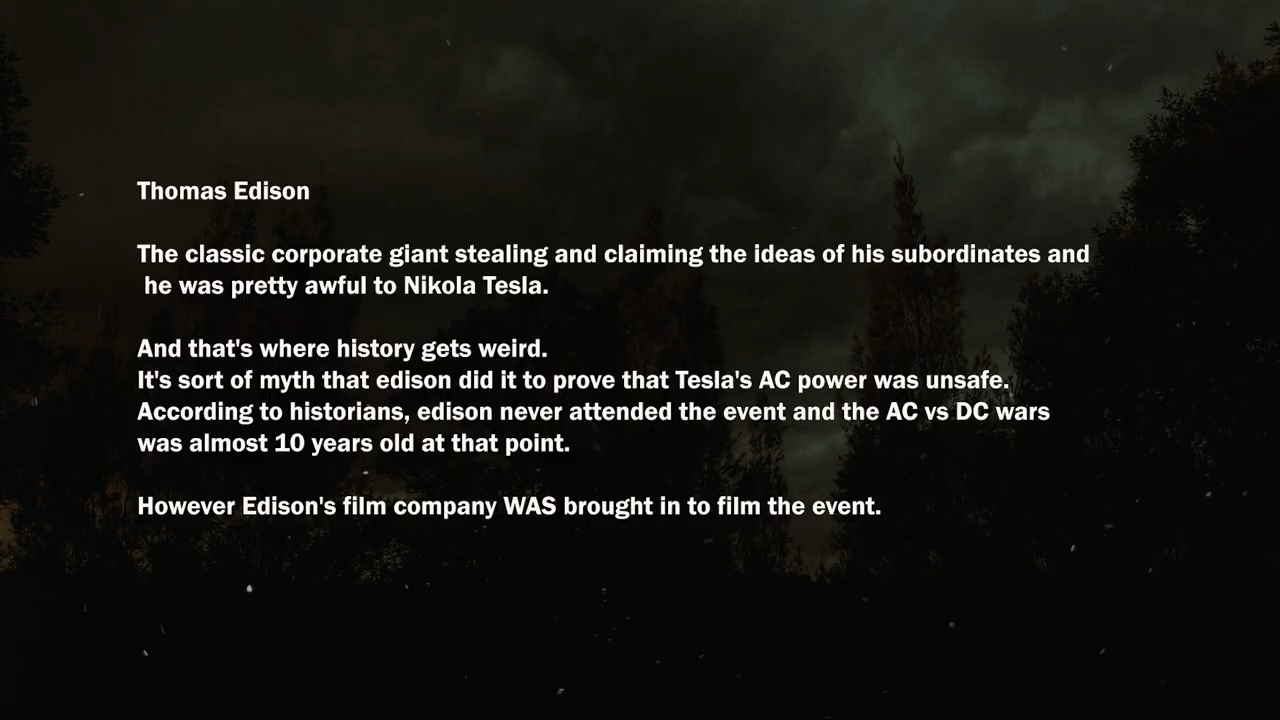 Thomas Edison
The classic corporate giant stealing and claiming the ideas of his subordinates and
he was pretty awful to Nikola Tesla.
And that's where history gets weird.
It's sort of myth that edison did it to prove that Tesla's AC power was unsafe.
According to historians, edison never attended the event and the AC vs DC wars
was almost 10 years old at that point.
However Edison's film company WAS brought in to film the event.